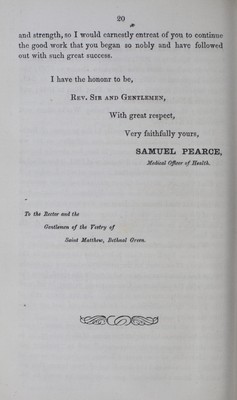 20
and strength, so I would earnestly entreat of you to continue
the good work that you began so nobly and have followed
out with such great success.
I have the honour to be,
Rev. Sir and Gentlemen,
With great respect,
Very faithfully yours,
SAMUEL PEARCE,
Medical Officer of Health.
To the Rector and the
Gentlemen of the Vestry of
Saint Matthew, Bethnal Green.